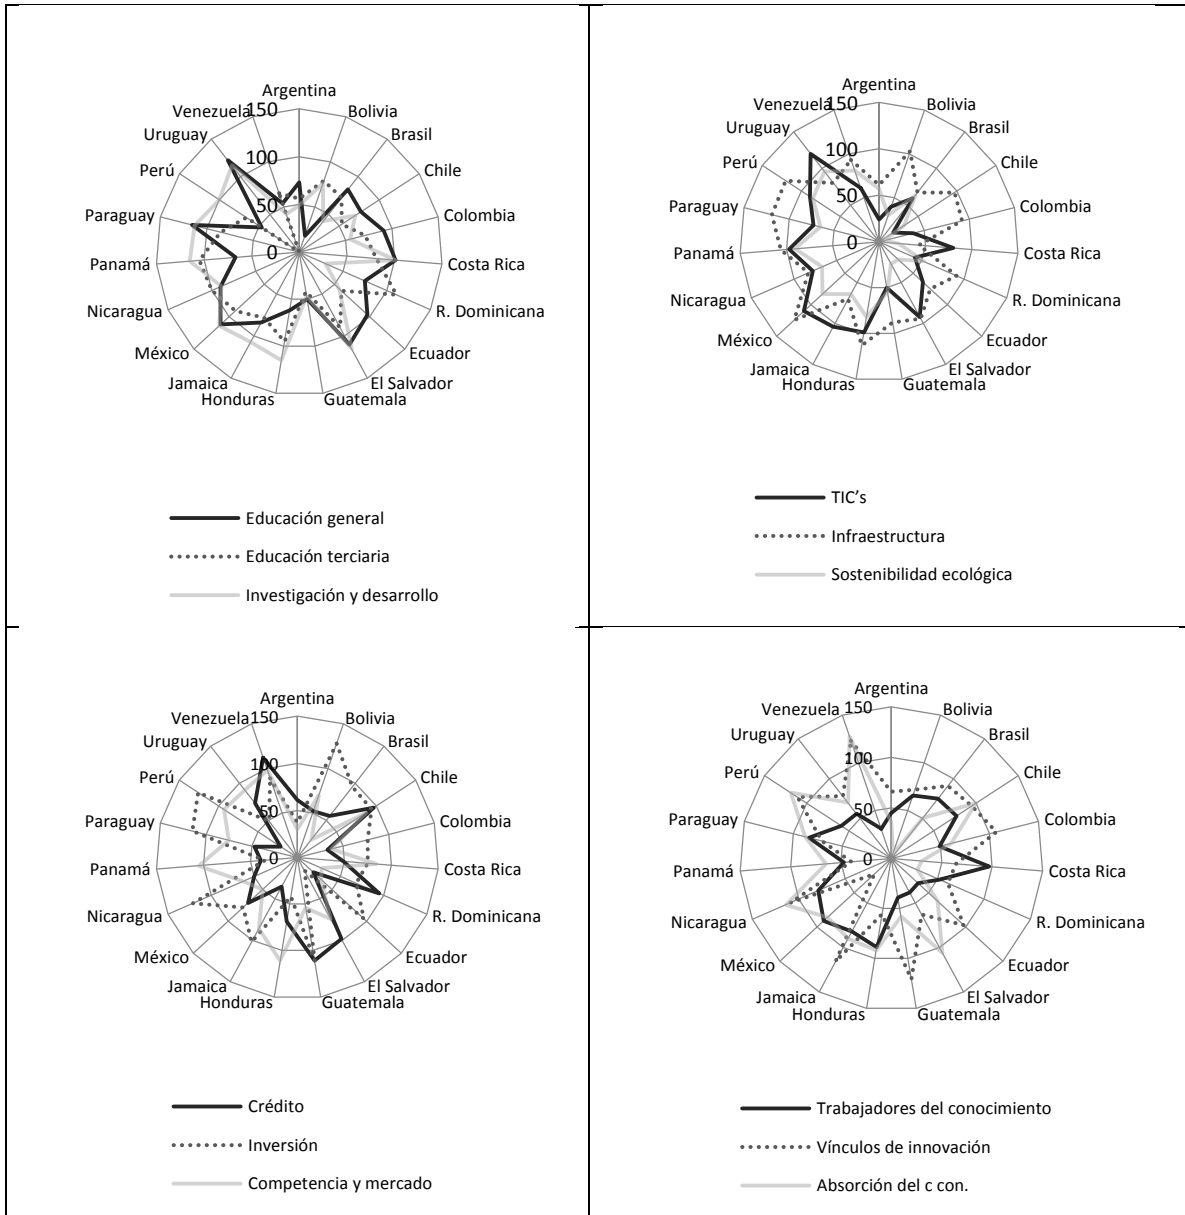 Argentina
Bolivia
Brasil
Chile
Colombia
Costa Rica
R. Dominicana
Ecuador
El Salvador
Guatemala
Honduras
Jamaica
México
Nicaragua
Panamá
Paraguay
Perú
Uruguay
Venezuela
150
100
50
0
Educación general
Educación terciaria
Investigación y desarrollo
Argentina
Bolivia
Brasil
Chile
Colombia
Costa Rica
R. Dominicana
Ecuador
El Salvador
Guatemala
Honduras
Jamaica
México
Nicaragua
Panamá
Paraguay
Perú
Uruguay
Venezuela
150
100
50
0
TIC's
Infraestructura
Sostenibilidad ecológica
Argentina
Bolivia
Brasil
Chile
Colombia
Costa Rica
R. Dominicana
Ecuador
El Salvador
Guatemala
Honduras
Jamaica
México
Nicaragua
Panamá
Paraguay
Perú
Uruguay
Venezuela
150
100
50
0
Crédito
Inversión
Competencia y mercado
Argentina
Bolivia
Brasil
Chile
Colombia
Costa Rica
R. Dominicana
Ecuador
El Salvador
Guatemala
Honduras
Jamaica
México
Nicaragua
Panamá
Paraguay
Perú
Uruguay
Venezuela
150
100
50
0
Trabajadores del conocimiento
Vínculos de innovación
Absorción del c con.